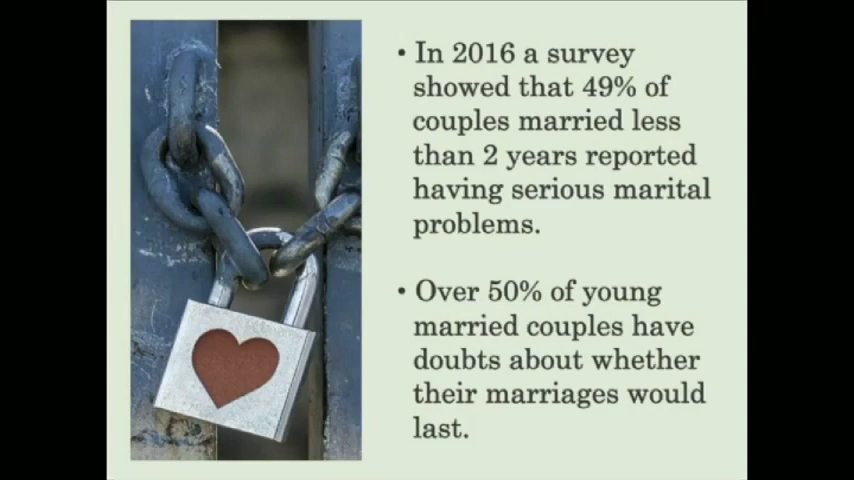 • In 2016 a survey
showed that 49% of
couples married less
than 2 years reported
having serious marital
problems.
• Over 50% of young
married couples have
doubts about whether
their marriages would
last.